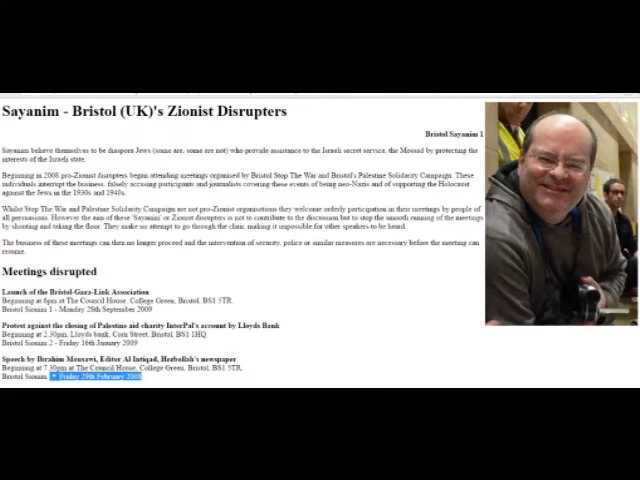 Sayanim - Bristol (UK)'s Zionist Disrupters
Bristol Sayanim 1
Sayanim believe themselves to be diaspora Jews (some are, some are not) who provide assistance to the Israeli secret service, the Mossad by protecting the
interests of the Israeli state.
Beginning in 2008 pro-Zionist disrupters began attending meetings organised by Bristol Stop The War and Bristol's Palestine Solidarity Campaign. These
individuals interrupt the business, falsely accusing participants and journalists covering these events of being neo-Nazis and of supporting the Holocaust
against the Jews in the 1930s and 1940s.
Whilst Stop The War and Palestine Solidarity Campaign are not pro-Zionist organisations they welcome orderly participation in their meetings by people of
all persuasions. However the aim of these 'Sayanim' or Zionist disrupters is not to contribute to the discussion but to stop the smooth running of the meetings
by shouting and taking the floor. They make no attempt to go through the chair, making it impossible for other speakers to be heard.
The business of these meetings can then no longer proceed and the intervention of security, police or similar measures are necessary before the meeting can
resume.
Meetings disrupted
Launch of the Bristol-Gaza-Link Association
Beginning at 6pm at The Council House, College Green, Bristol, BS1 5TR.
Bristol Sionim 1 - Monday 28th September 2009
Protest against the closing of Palestine aid charity InterPal's account by Lloyds Bank
Beginning at 2.30pm, Lloyds bank, Corn Street, Bristol, BS1 1HQ
Bristol Sionim 2 - Friday 16th January 2009
Speech by Ibrahim Mousawi, Editor Al Intiqad, Hezbollah's newspaper
Beginning at 7.30pm at The Council House, College Green, Bristol, BS1 5TR.
Bristol Sionim Friday 29th February 2008